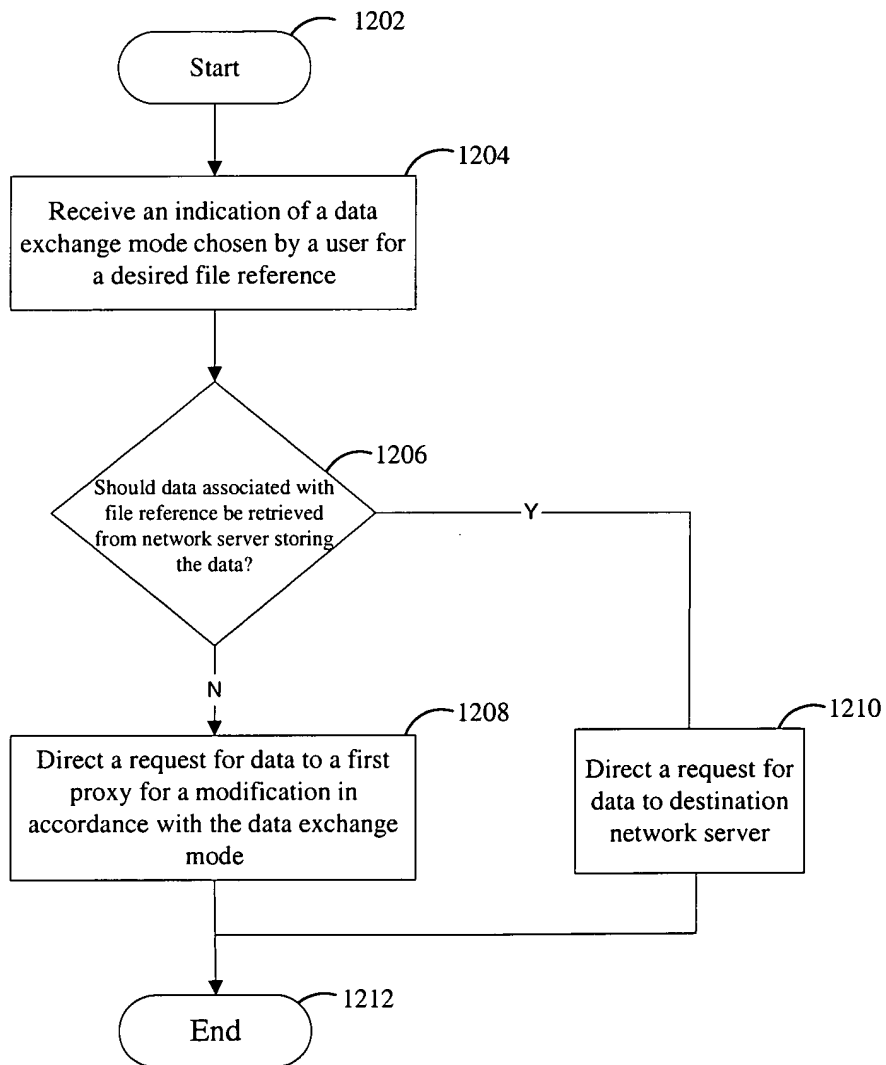 1202
Start
1204
Receive an indication of a data
exchange mode chosen by a user for
a desired file reference
1206
Should data associated with
file reference be retrieved
from network server storing
the data?
Y
N
1208
Direct a request for data to a first
proxy for a modification in
accordance with the data exchange
mode
1210
Direct a request for
data to destination
network server
1212
End